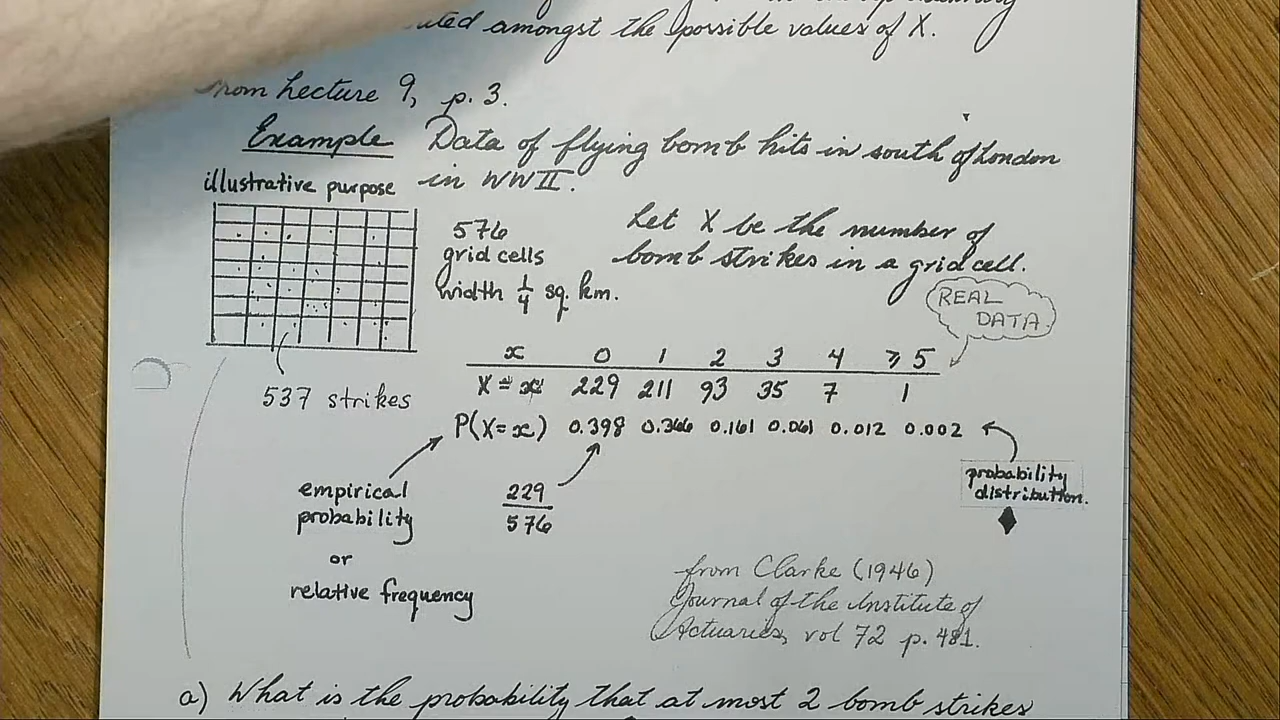 amongst the possible values of X.
From Lecture 9, p. 3.
Example Data of flying bomb hits in south of London
in WWII.
illustrative purpose
576
grid cells
width 1/4 sq. km.
Let X be the number of
bomb strikes in a grid cell.
REAL
DATA
537 strikes
x 0 1 2 3 4 ≥ 5
X = x 229 211 93 35 7 1
P(X=x) 0.398 0.366 0.161 0.061 0.012 0.002
probability
distribution.
empirical
probability
or
relative frequency
229
576
from Clarke (1946)
Journal of the Institute of
Actuaries, vol 72 p. 481.
a) What is the probability that at most 2 bomb strikes